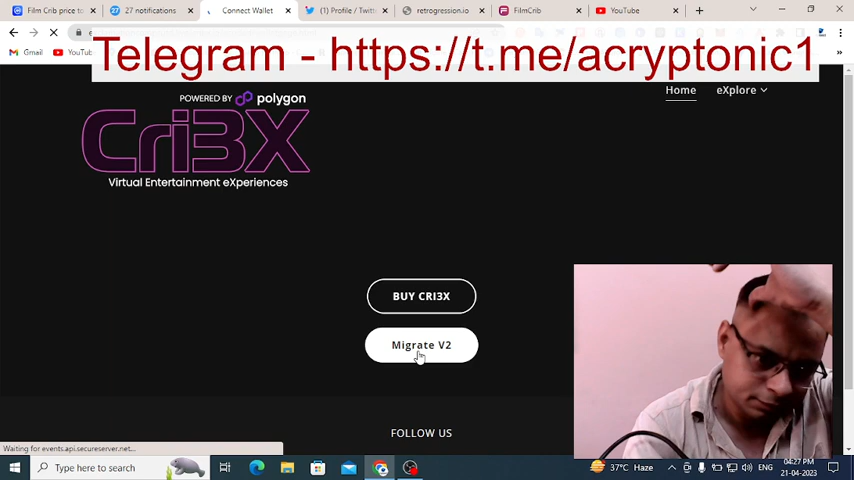 Film Crib price to
27 notifications
Connect Wallet
(1) Profile / Twitte
retrogression.io
FilmCrib
YouTube
Gmail
YouTub
Telegram - https://t.me/acryptonic1
POWERED BY polygon
Cri3X
Virtual Entertainment eXperiences
Home
eXplore
BUY CRI3X
Migrate V2
FOLLOW US
Waiting for events.api.secureserver.net...
Type here to search
37°C Haze
ENG
04:27 PM
21-04-2023